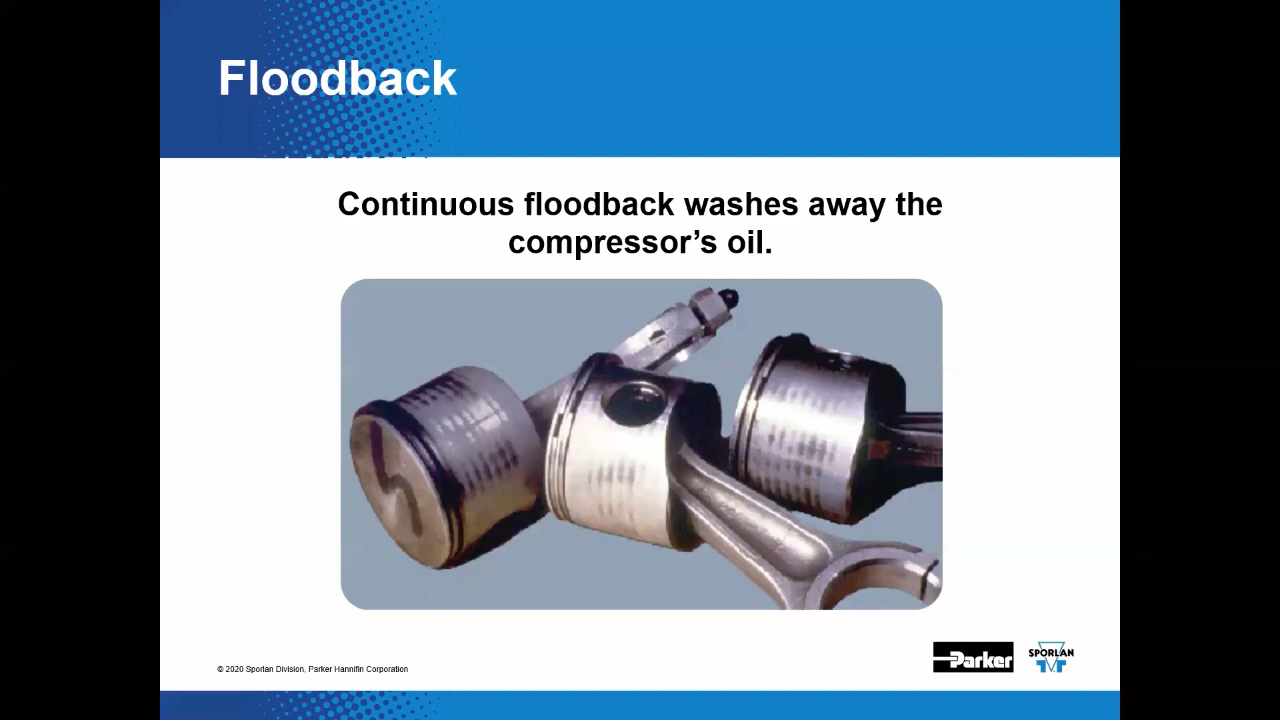 Floodback
Continuous floodback washes away the
compressor’s oil.
© 2020 Sporlan Division, Parker Hannifin Corporation
Parker
SPORLAN